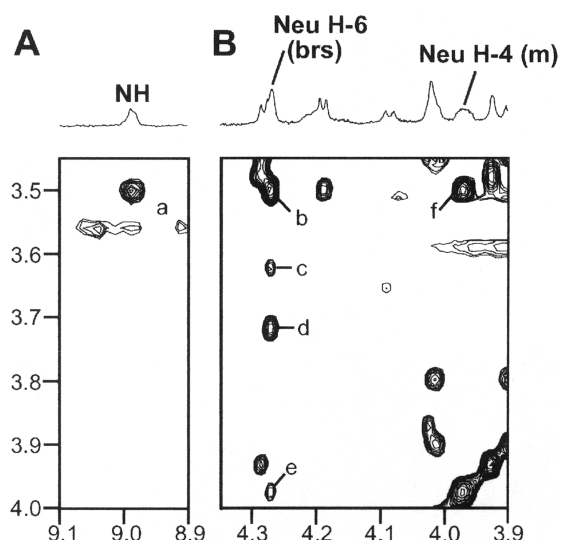 A
B
Neu H-6
(brs)
Neu H-4 (m)
NH
3.5
3.6
3.7
3.8
3.9
4.0
a
b
c
d
e
f
9.1 9.0 8.9
4.3 4.2 4.1 4.0 3.9